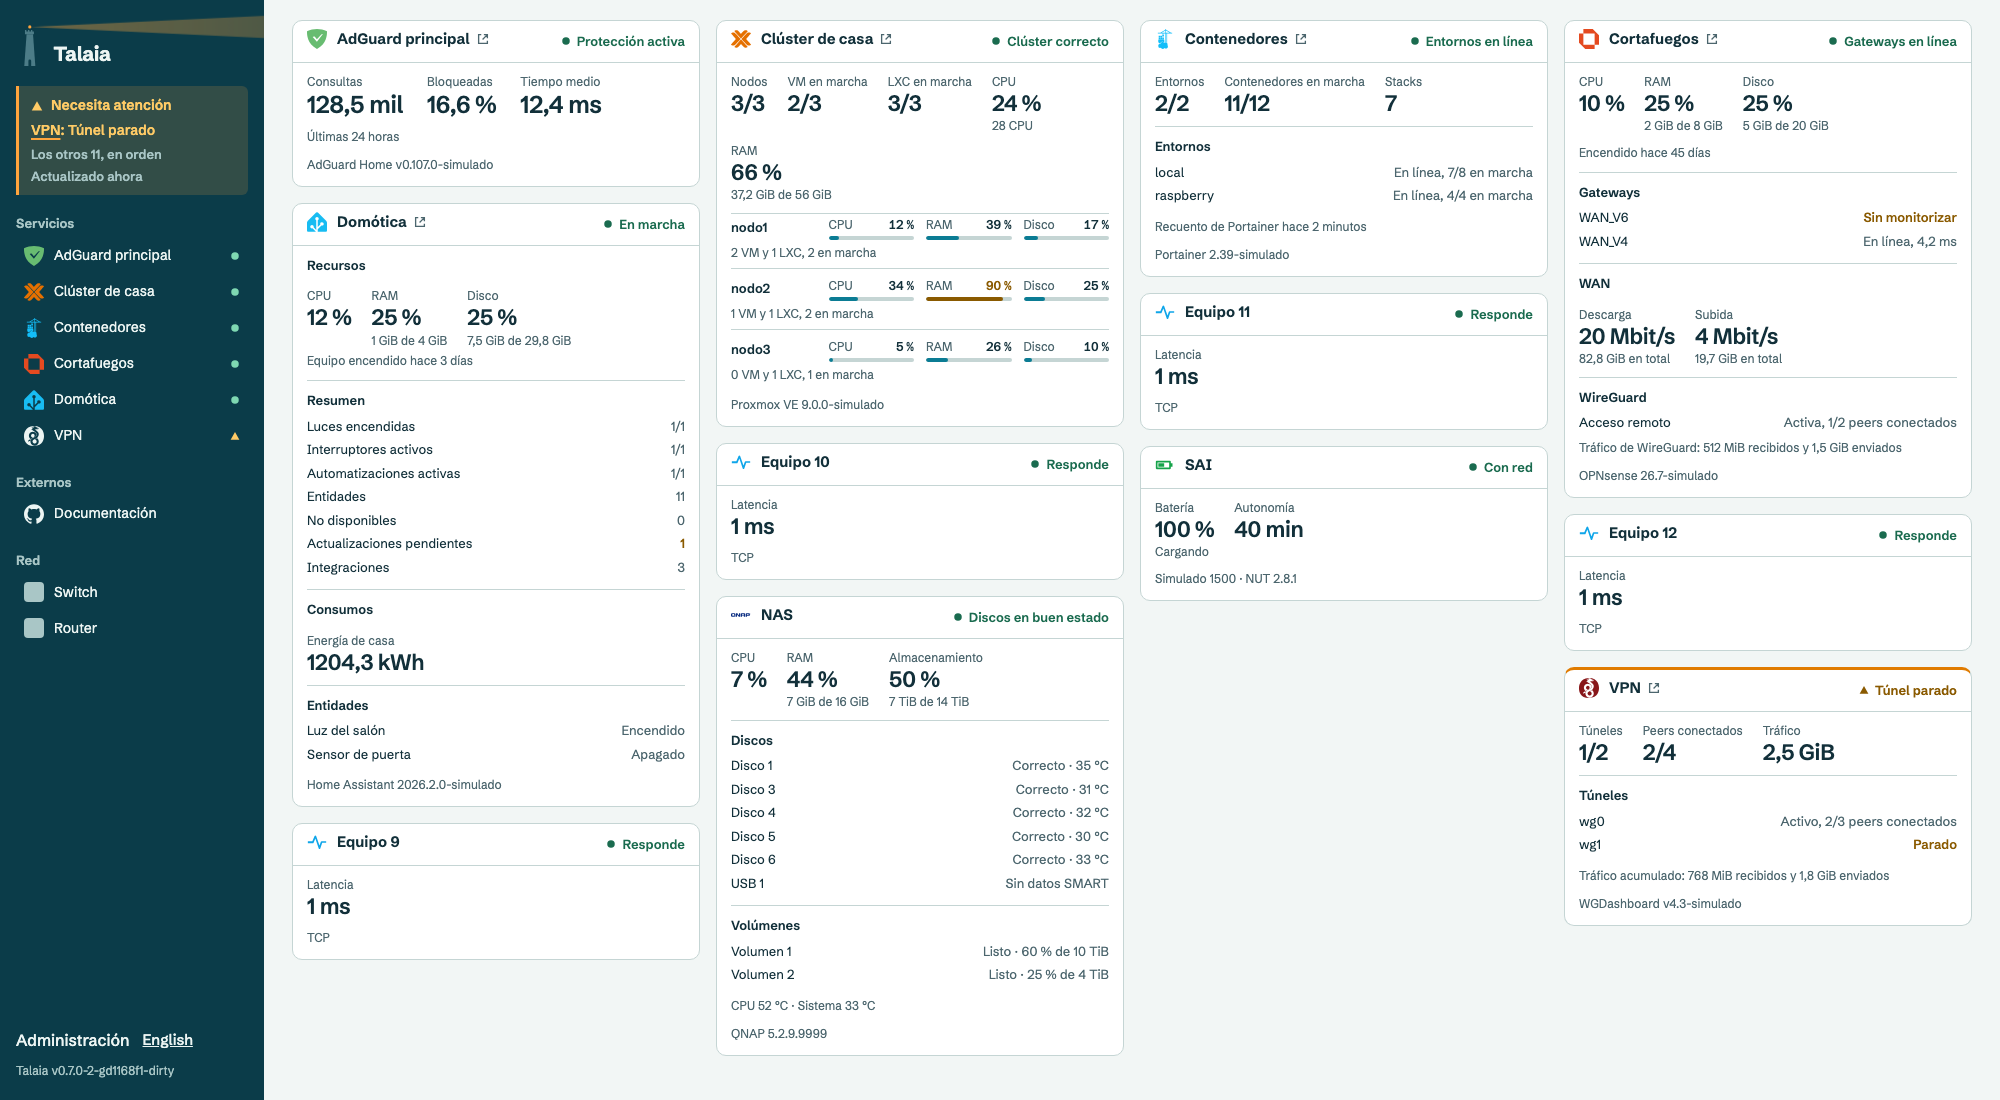 Talaia
Necesita atención
VPN: Túnel parado
Los otros 11, en orden
Actualizado ahora
Servicios
AdGuard principal
Clúster de casa
Contenedores
Cortafuegos
Domótica
VPN
Externos
Documentación
Red
Switch
Router
Administración English
Talaia v0.7.0-2-gd1168f1-dirty
AdGuard principal Protección activa
Consultas Bloqueadas Tiempo medio
128,5 mil 16,6 % 12,4 ms
Últimas 24 horas
AdGuard Home v0.107.0-simulado
Domótica En marcha
Recursos
CPU RAM Disco
12 % 25 % 25 %
1 GiB de 4 GiB 7,5 GiB de 29,8 GiB
Equipo encendido hace 3 días
Resumen
Luces encendidas 1/1
Interruptores activos 1/1
Automatizaciones activas 1/1
Entidades 11
No disponibles 0
Actualizaciones pendientes 1
Integraciones 3
Consumos
Energía de casa
1204,3 kWh
Entidades
Luz del salón Encendido
Sensor de puerta Apagado
Home Assistant 2026.2.0-simulado
Equipo 9 Responde
Latencia
1 ms
TCP
Clúster de casa Clúster correcto
Nodos VM en marcha LXC en marcha CPU
3/3 2/3 3/3 24 %
28 CPU
RAM
66 %
37,2 GiB de 56 GiB
nodo1 CPU 12 % RAM 39 % Disco 17 %
2 VM y 1 LXC, 2 en marcha
nodo2 CPU 34 % RAM 90 % Disco 25 %
1 VM y 1 LXC, 2 en marcha
nodo3 CPU 5 % RAM 26 % Disco 10 %
0 VM y 1 LXC, 1 en marcha
Proxmox VE 9.0.0-simulado
Equipo 10 Responde
Latencia
1 ms
TCP
QNAP NAS Discos en buen estado
CPU RAM Almacenamiento
7 % 44 % 50 %
7 GiB de 16 GiB 7 TiB de 14 TiB
Discos
Disco 1 Correcto · 35 °C
Disco 3 Correcto · 31 °C
Disco 4 Correcto · 32 °C
Disco 5 Correcto · 30 °C
Disco 6 Correcto · 33 °C
USB 1 Sin datos SMART
Volúmenes
Volumen 1 Listo · 60 % de 10 TiB
Volumen 2 Listo · 25 % de 4 TiB
CPU 52 °C · Sistema 33 °C
QNAP 5.2.9.9999
Contenedores Entornos en línea
Entornos Contenedores en marcha Stacks
2/2 11/12 7
Entornos
local En línea, 7/8 en marcha
raspberry En línea, 4/4 en marcha
Recuento de Portainer hace 2 minutos
Portainer 2.39-simulado
Equipo 11 Responde
Latencia
1 ms
TCP
SAI Con red
Batería Autonomía
100 % 40 min
Cargando
Simulado 1500 · NUT 2.8.1
Cortafuegos Gateways en línea
CPU RAM Disco
10 % 25 % 25 %
2 GiB de 8 GiB 5 GiB de 20 GiB
Encendido hace 45 días
Gateways
WAN_V6 Sin monitorizar
WAN_V4 En línea, 4,2 ms
WAN
Descarga Subida
20 Mbit/s 4 Mbit/s
82,8 GiB en total 19,7 GiB en total
WireGuard
Acceso remoto Activa, 1/2 peers conectados
Tráfico de WireGuard: 512 MiB recibidos y 1,5 GiB enviados
OPNsense 26.7-simulado
Equipo 12 Responde
Latencia
1 ms
TCP
VPN Túnel parado
Túneles Peers conectados Tráfico
1/2 2/4 2,5 GiB
Túneles
wg0 Activo, 2/3 peers conectados
wg1 Parado
Tráfico acumulado: 768 MiB recibidos y 1,8 GiB enviados
WGDashboard v4.3-simulado